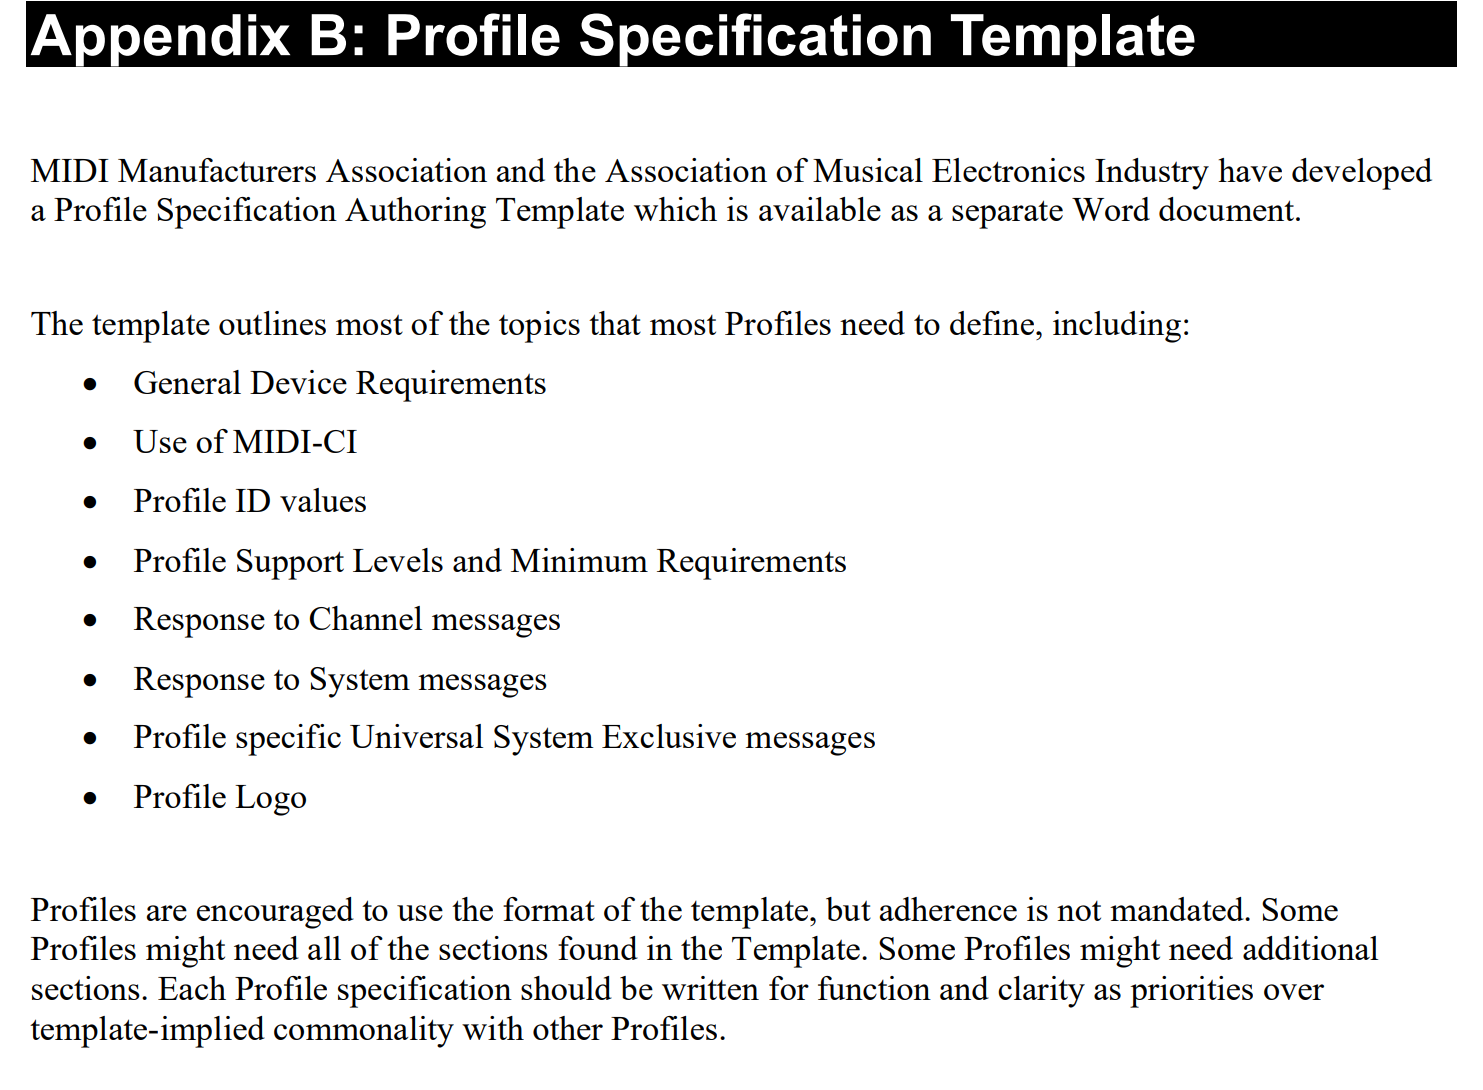 Appendix B: Profile Specification Template
MIDI Manufacturers Association and the Association of Musical Electronics Industry have developed
a Profile Specification Authoring Template which is available as a separate Word document.
The template outlines most of the topics that most Profiles need to define, including:
• General Device Requirements
• Use of MIDI-CI
• Profile ID values
• Profile Support Levels and Minimum Requirements
• Response to Channel messages
• Response to System messages
• Profile specific Universal System Exclusive messages
• Profile Logo
Profiles are encouraged to use the format of the template, but adherence is not mandated. Some
Profiles might need all of the sections found in the Template. Some Profiles might need additional
sections. Each Profile specification should be written for function and clarity as priorities over
template-implied commonality with other Profiles.